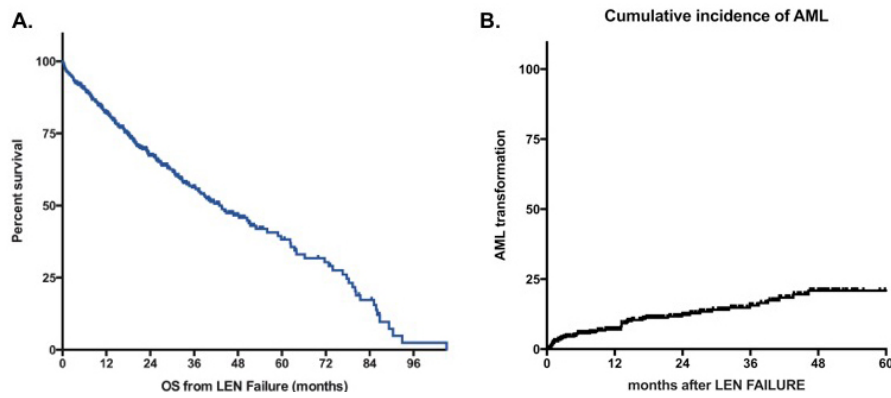 A.
Percent survival
100
75
50
25
0
0 12 24 36 48 60 72 84 96
OS from LEN Failure (months)
B.
Cumulative incidence of AML
AML transformation
100
75
50
25
0
0 12 24 36 48 60
months after LEN FAILURE